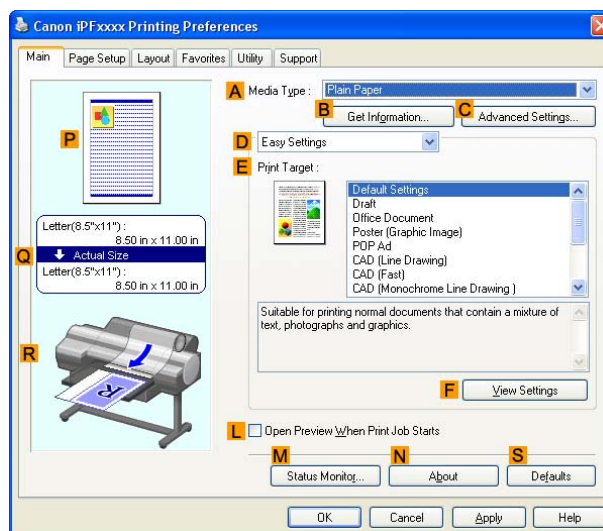 Canon iPFxxxx Printing Preferences
Main Page Setup Layout Favorites Utility Support
A Media Type : Plain Paper
B Get Information... C Advanced Settings...
D Easy Settings
E Print Target :
Default Settings
Draft
Office Document
Poster (Graphic Image)
POP Ad
CAD (Line Drawing)
CAD (Fast)
CAD (Monochrome Line Drawing )
Suitable for printing normal documents that contain a mixture of
text, photographs and graphics.
F View Settings
P
Letter(8.5"x11") :
8.50 in x 11.00 in
Q Actual Size
Letter(8.5"x11") :
8.50 in x 11.00 in
R
R
L Open Preview When Print Job Starts
M Status Monitor... N About S Defaults
OK Cancel Apply Help